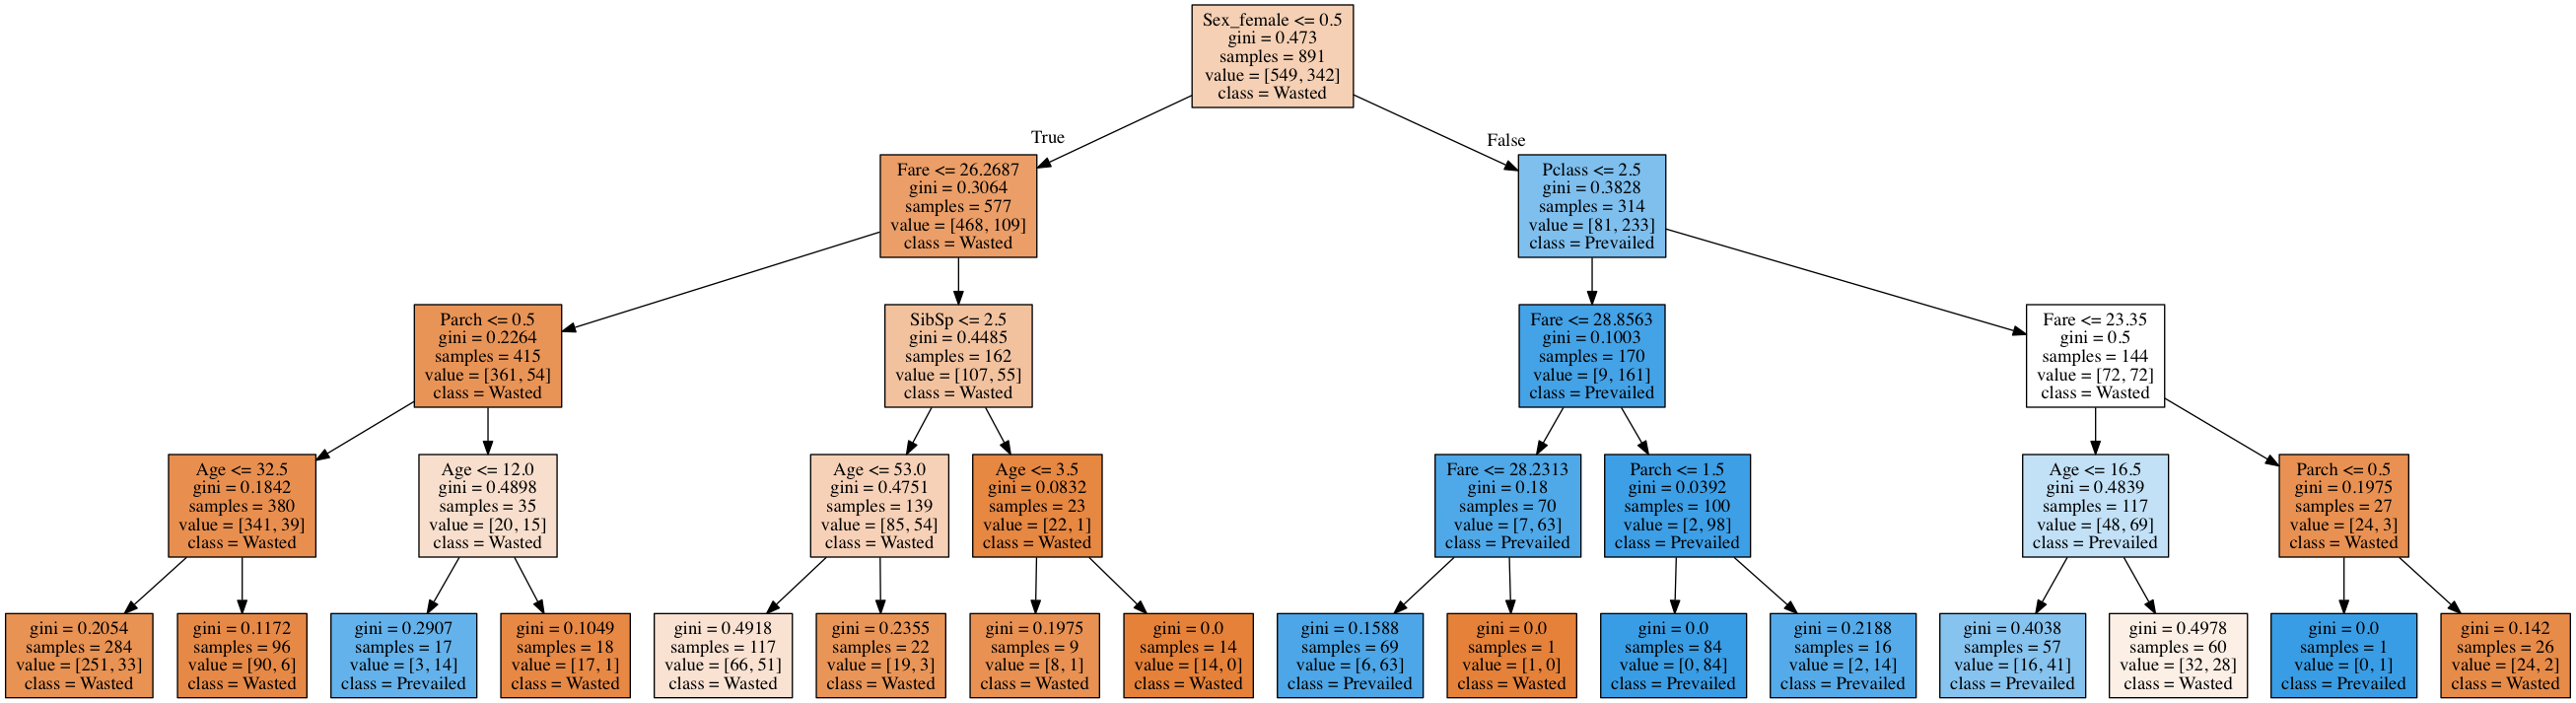 Sex_female <= 0.5
gini = 0.473
samples = 891
value = [549, 342]
class = Wasted
True
False
Fare <= 26.2687
gini = 0.3064
samples = 577
value = [468, 109]
class = Wasted
Pclass <= 2.5
gini = 0.3828
samples = 314
value = [81, 233]
class = Prevailed
Parch <= 0.5
gini = 0.2264
samples = 415
value = [361, 54]
class = Wasted
SibSp <= 2.5
gini = 0.4485
samples = 162
value = [107, 55]
class = Wasted
Fare <= 28.8563
gini = 0.1003
samples = 170
value = [9, 161]
class = Prevailed
Fare <= 23.35
gini = 0.5
samples = 144
value = [72, 72]
class = Wasted
Age <= 32.5
gini = 0.1842
samples = 380
value = [341, 39]
class = Wasted
Age <= 12.0
gini = 0.4898
samples = 35
value = [20, 15]
class = Wasted
Age <= 53.0
gini = 0.4751
samples = 139
value = [85, 54]
class = Wasted
Age <= 3.5
gini = 0.0832
samples = 23
value = [22, 1]
class = Wasted
Fare <= 28.2313
gini = 0.18
samples = 70
value = [7, 63]
class = Prevailed
Parch <= 1.5
gini = 0.0392
samples = 100
value = [2, 98]
class = Prevailed
Age <= 16.5
gini = 0.4839
samples = 117
value = [48, 69]
class = Prevailed
Parch <= 0.5
gini = 0.1975
samples = 27
value = [24, 3]
class = Wasted
gini = 0.2054
samples = 284
value = [251, 33]
class = Wasted
gini = 0.1172
samples = 96
value = [90, 6]
class = Wasted
gini = 0.2907
samples = 17
value = [3, 14]
class = Prevailed
gini = 0.1049
samples = 18
value = [17, 1]
class = Wasted
gini = 0.4918
samples = 117
value = [66, 51]
class = Wasted
gini = 0.2355
samples = 22
value = [19, 3]
class = Wasted
gini = 0.1975
samples = 9
value = [8, 1]
class = Wasted
gini = 0.0
samples = 14
value = [14, 0]
class = Wasted
gini = 0.1588
samples = 69
value = [6, 63]
class = Prevailed
gini = 0.0
samples = 1
value = [1, 0]
class = Wasted
gini = 0.0
samples = 84
value = [0, 84]
class = Prevailed
gini = 0.2188
samples = 16
value = [2, 14]
class = Prevailed
gini = 0.4038
samples = 57
value = [16, 41]
class = Prevailed
gini = 0.4978
samples = 60
value = [32, 28]
class = Wasted
gini = 0.0
samples = 1
value = [0, 1]
class = Prevailed
gini = 0.142
samples = 26
value = [24, 2]
class = Wasted